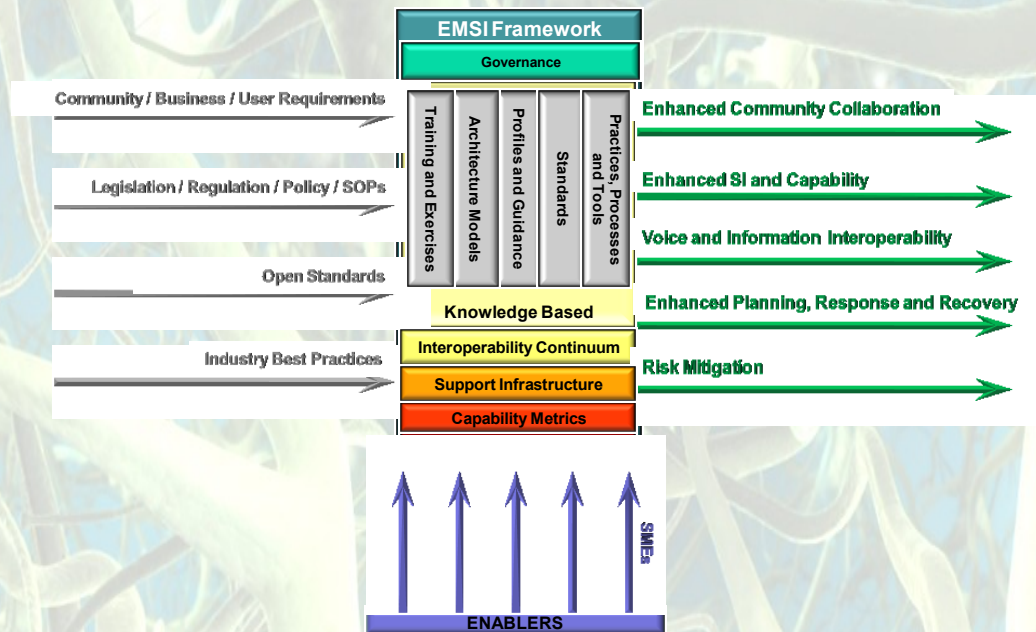 EMSI Framework
Governance
Community / Business / User Requirements
Legislation / Regulation / Policy / SOPs
Open Standards
Industry Best Practices
Training and Exercises
Architecture Models
Profiles and Guidance
Standards
Practices, Processes
and Tools
Knowledge Based
Interoperability Continuum
Support Infrastructure
Capability Metrics
Enhanced Community Collaboration
Enhanced SI and Capability
Voice and Information Interoperability
Enhanced Planning, Response and Recovery
Risk Mitigation
SMEs
ENABLERS